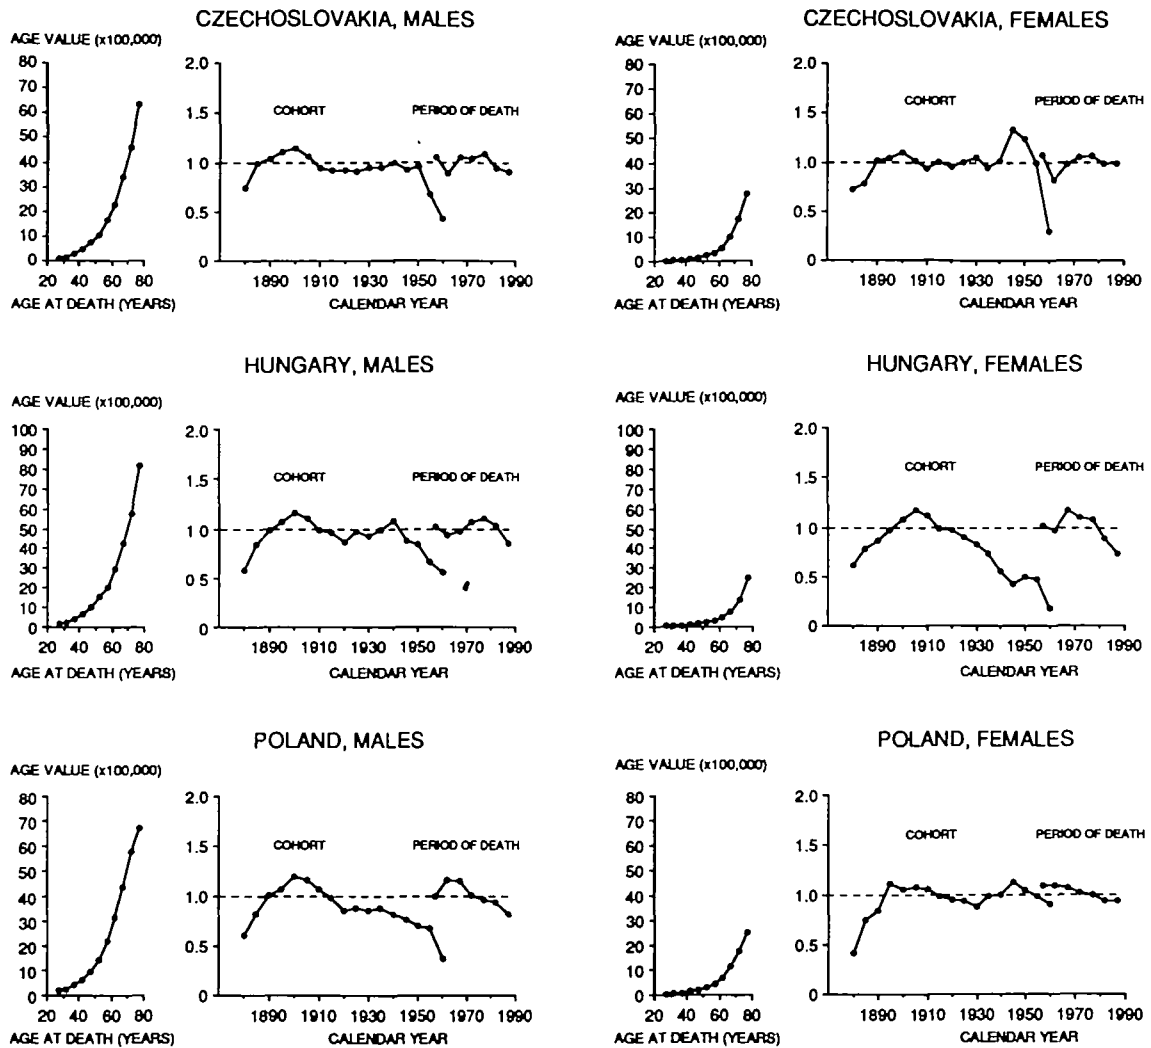 CZECHOSLOVAKIA, MALES
AGE VALUE (x100,000)
80
70
60
50
40
30
20
10
0
20 40 60 80
AGE AT DEATH (YEARS)
2.0
1.5
1.0
0.5
0
COHORT
PERIOD OF DEATH
1890 1910 1930 1950 1970 1990
CALENDAR YEAR
CZECHOSLOVAKIA, FEMALES
AGE VALUE (x100,000)
80
70
60
50
40
30
20
10
0
20 40 60 80
AGE AT DEATH (YEARS)
2.0
1.5
1.0
0.5
0
COHORT
PERIOD OF DEATH
1890 1910 1930 1950 1970 1990
CALENDAR YEAR
HUNGARY, MALES
AGE VALUE (x100,000)
100
90
80
70
60
50
40
30
20
10
0
20 40 60 80
AGE AT DEATH (YEARS)
2.0
1.5
1.0
0.5
0
COHORT
PERIOD OF DEATH
1890 1910 1930 1950 1970 1990
CALENDAR YEAR
HUNGARY, FEMALES
AGE VALUE (x100,000)
100
90
80
70
60
50
40
30
20
10
0
20 40 60 80
AGE AT DEATH (YEARS)
2.0
1.5
1.0
0.5
0
COHORT
PERIOD OF DEATH
1890 1910 1930 1950 1970 1990
CALENDAR YEAR
POLAND, MALES
AGE VALUE (x100,000)
80
70
60
50
40
30
20
10
0
20 40 60 80
AGE AT DEATH (YEARS)
2.0
1.5
1.0
0.5
0
COHORT
PERIOD OF DEATH
1890 1910 1930 1950 1970 1990
CALENDAR YEAR
POLAND, FEMALES
AGE VALUE (x100,000)
80
70
60
50
40
30
20
10
0
20 40 60 80
AGE AT DEATH (YEARS)
2.0
1.5
1.0
0.5
0
COHORT
PERIOD OF DEATH
1890 1910 1930 1950 1970 1990
CALENDAR YEAR